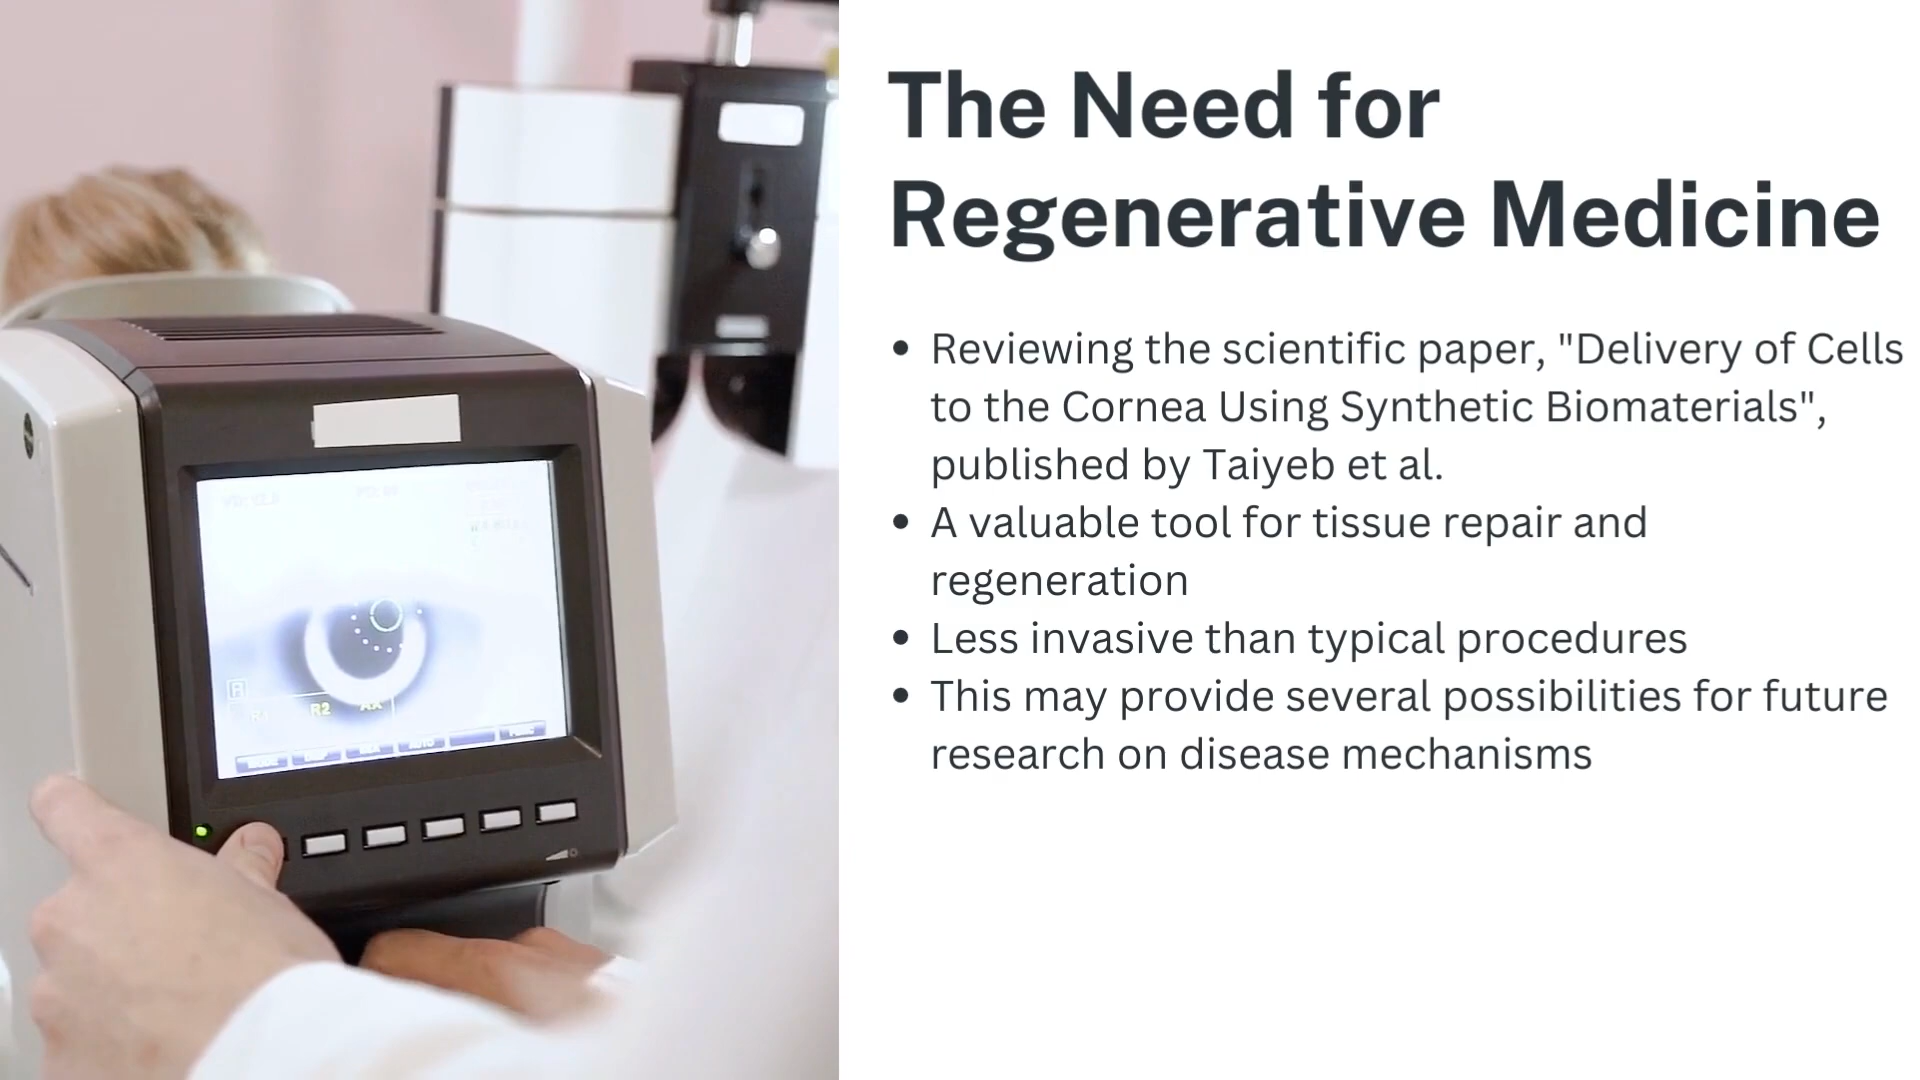 The Need for
Regenerative Medicine
• Reviewing the scientific paper, "Delivery of Cells
to the Cornea Using Synthetic Biomaterials",
published by Taiyeb et al.
• A valuable tool for tissue repair and
regeneration
• Less invasive than typical procedures
• This may provide several possibilities for future
research on disease mechanisms
R2